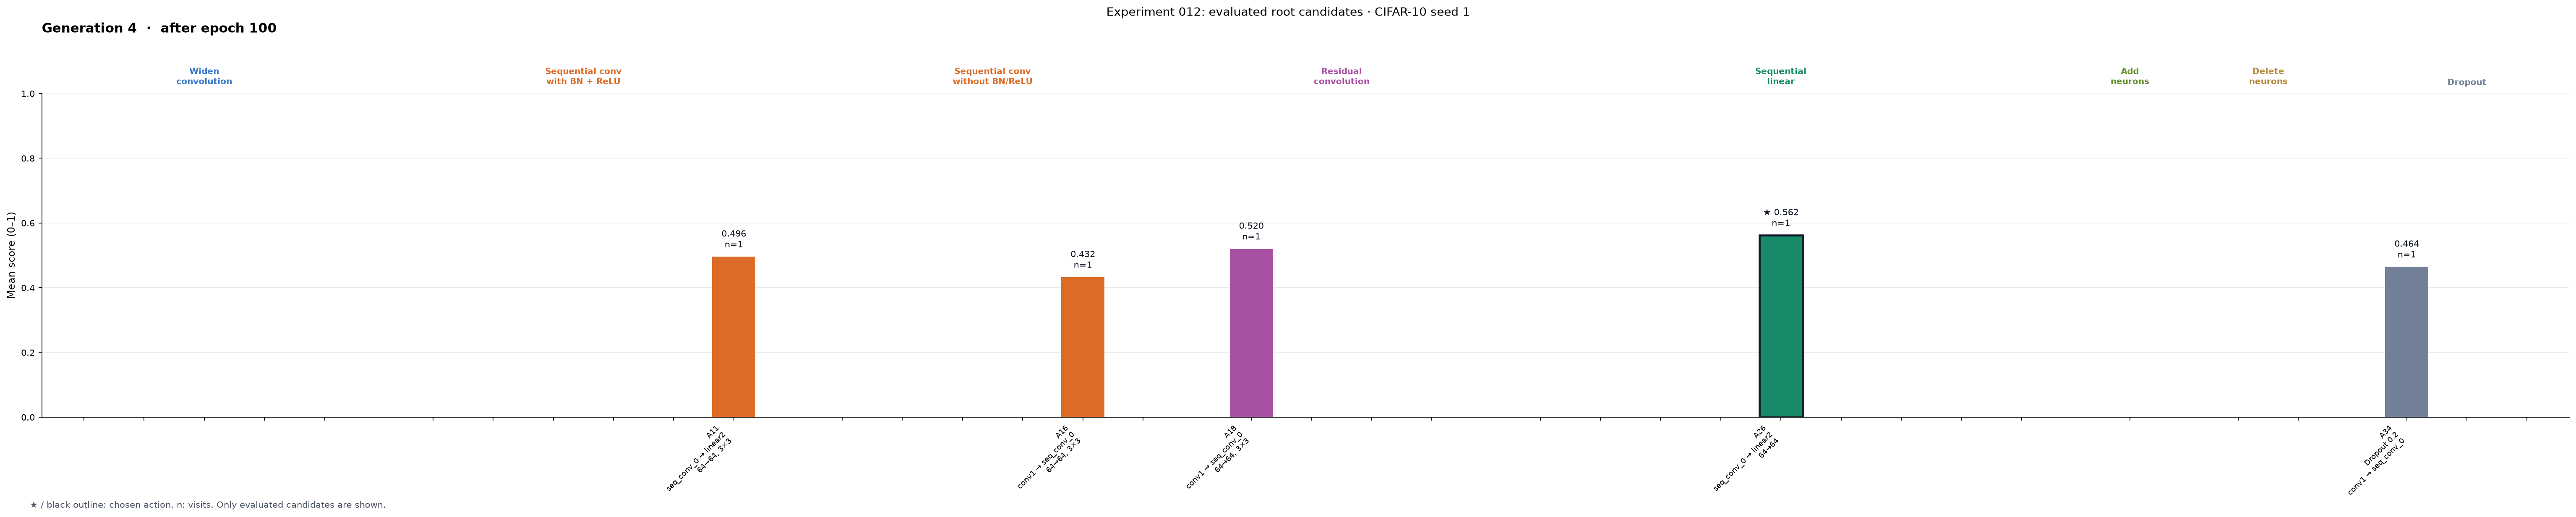 Experiment 012: evaluated root candidates · CIFAR-10 seed 1
Generation 4 · after epoch 100
Widen
convolution
Sequential conv
with BN + ReLU
Sequential conv
without BN/ReLU
Residual
convolution
Sequential
linear
Add
neurons
Delete
neurons
Dropout
Mean score (0–1)
1.0
0.8
0.6
0.4
0.2
0.0
0.496
n=1
0.432
n=1
0.520
n=1
★ 0.562
n=1
0.464
n=1
A11
seq_conv_0 → linear2
64→64, 3×3
A16
conv1 → seq_conv_0
64→64, 3×3
A18
conv1 → seq_conv_0
64→64, 3×3
A26
seq_conv_0 → linear2
64→64
A34
Dropout 0.2
conv1 → seq_conv_0
★ / black outline: chosen action. n: visits. Only evaluated candidates are shown.